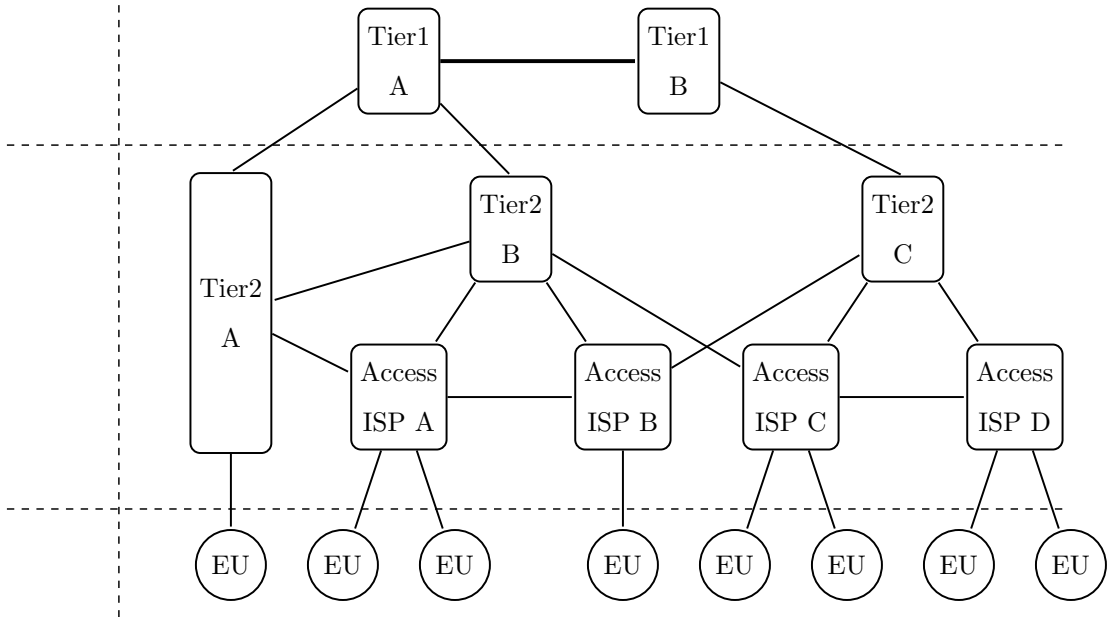 Tier1
A
Tier1
B
Tier2
A
Tier2
B
Tier2
C
Access
ISP A
Access
ISP B
Access
ISP C
Access
ISP D
EU
EU
EU
EU
EU
EU
EU
EU